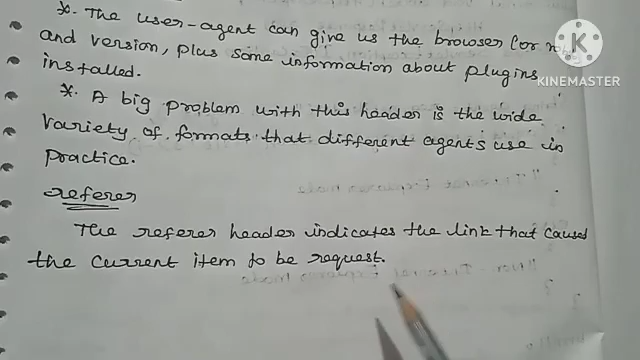 *. The user-agent can give us the browser (or
and version, plus some information about plugins
installed.
*. A big problem with this header is the wide
variety of formats that different agents use in
practice.
referer
The referer header indicates the link that caused
the current item to be request.
KINEMASTER